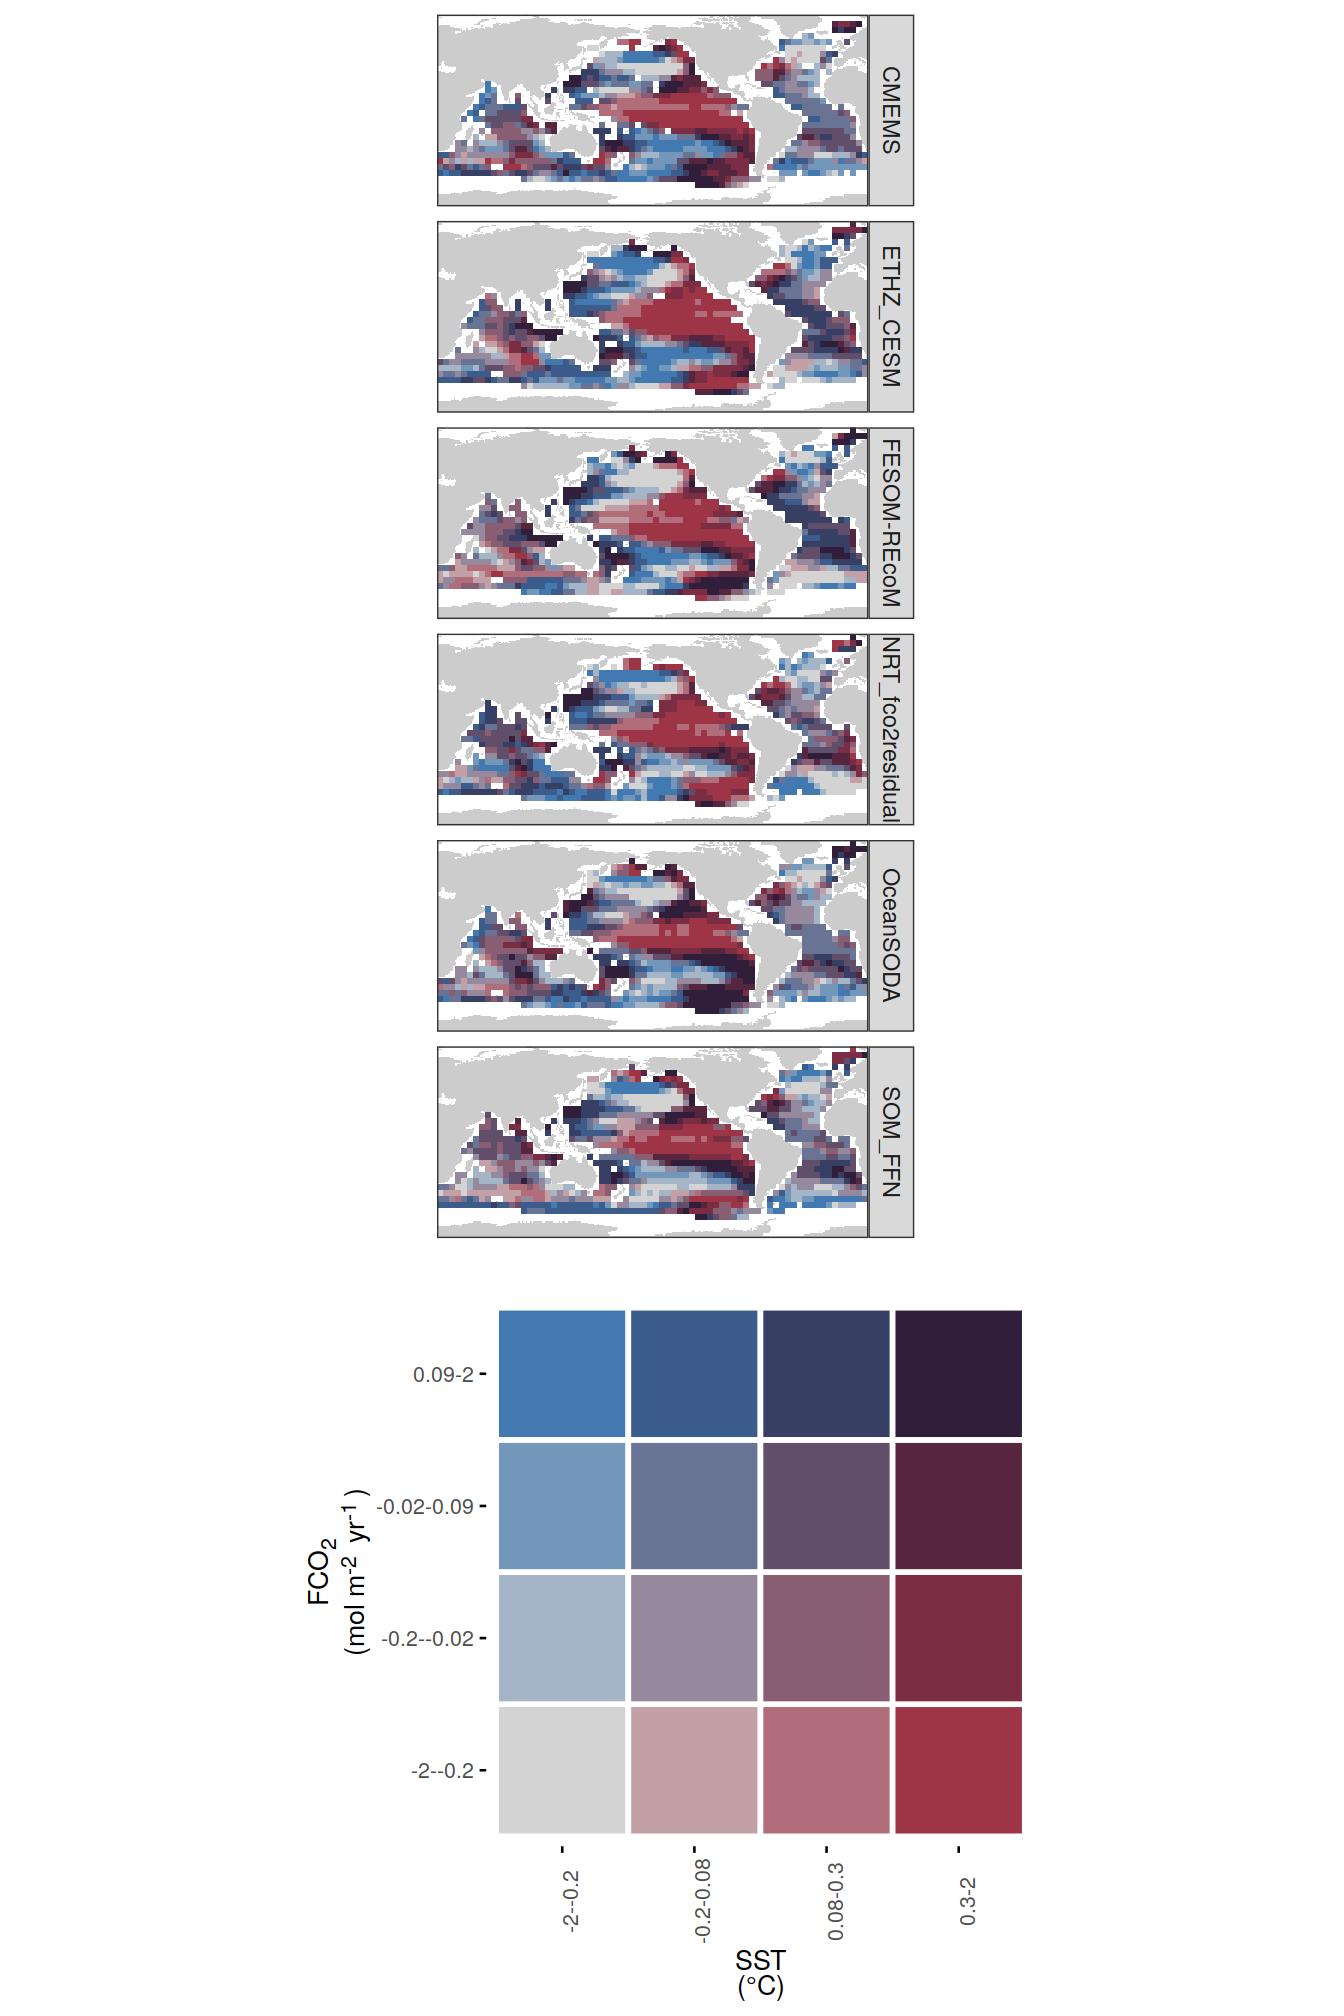 CMEMS
ETHZ_CESM
FESOM-REcoM
NRT_fco2residual
OceanSODA
SOM_FFN
0.09-2
-0.02-0.09
-0.2--0.02
-2--0.2
FCO2
(mol m-2 yr-1)
-2--0.2
-0.2-0.08
0.08-0.3
0.3-2
SST
(°C)